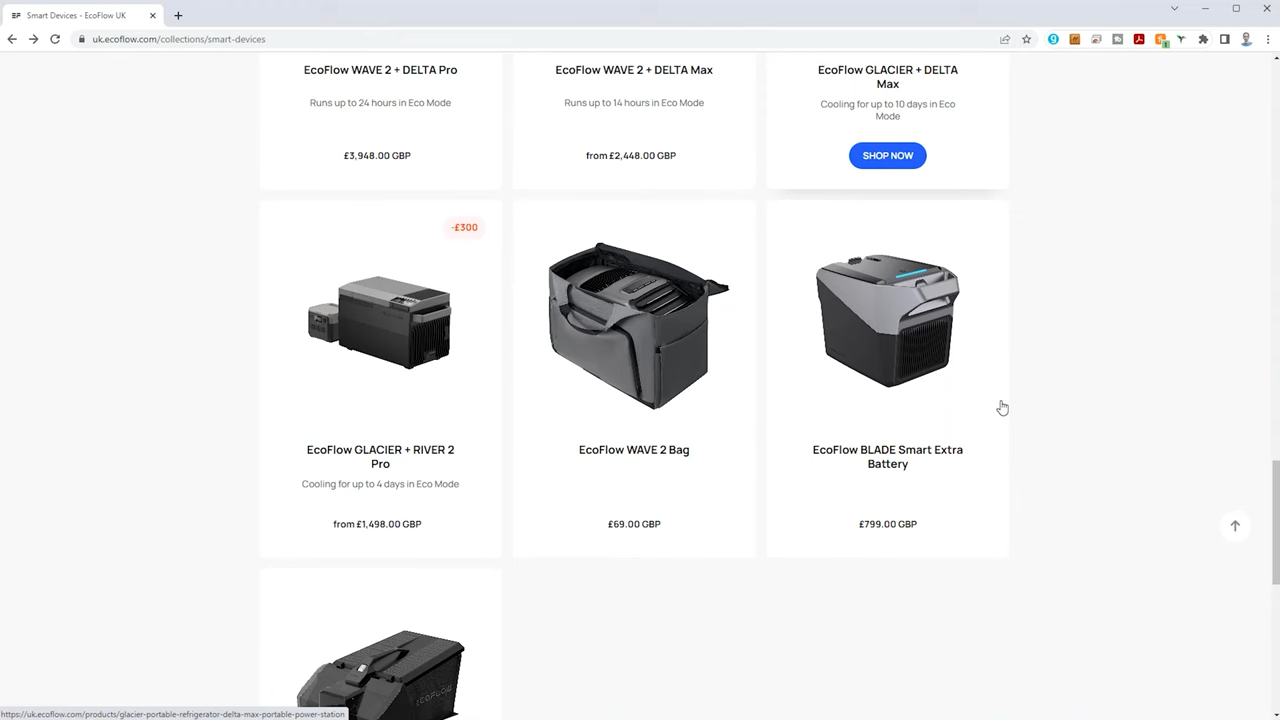 Smart Devices - EcoFlow UK
uk.ecoflow.com/collections/smart-devices
EcoFlow WAVE 2 + DELTA Pro
Runs up to 24 hours in Eco Mode
£3,948.00 GBP
EcoFlow WAVE 2 + DELTA Max
Runs up to 14 hours in Eco Mode
from £2,448.00 GBP
EcoFlow GLACIER + DELTA
Max
Cooling for up to 10 days in Eco
Mode
SHOP NOW
-£300
EcoFlow GLACIER + RIVER 2
Pro
Cooling for up to 4 days in Eco Mode
from £1,498.00 GBP
EcoFlow WAVE 2 Bag
£69.00 GBP
EcoFlow BLADE Smart Extra
Battery
£799.00 GBP
ECOFLOW
https://uk.ecoflow.com/products/glacier-portable-refrigerator-delta-max-portable-power-station